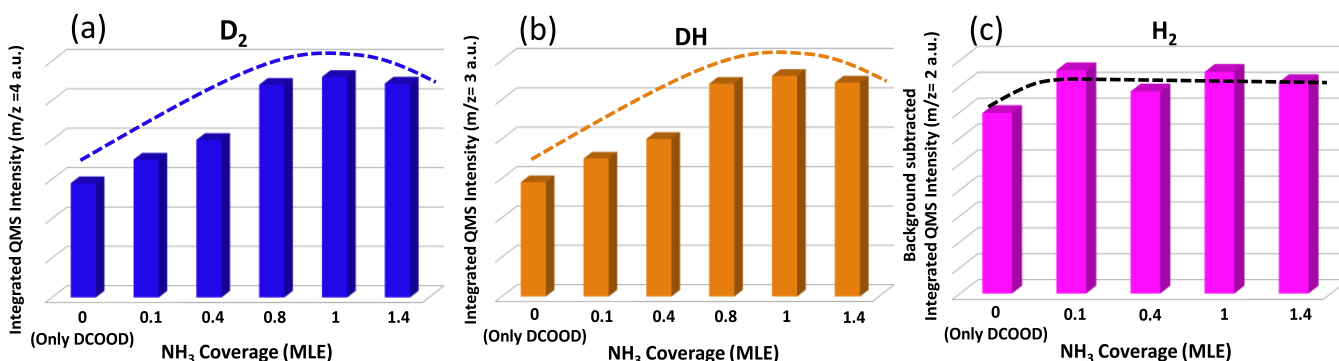 (a)
D₂
Integrated QMS Intensity (m/z =4 a.u.)
0 0.1 0.4 0.8 1 1.4
(Only DCOOD)
NH₃ Coverage (MLE)
(b)
DH
Integrated QMS Intensity (m/z= 3 a.u.)
0 0.1 0.4 0.8 1 1.4
(Only DCOOD)
NH₃ Coverage (MLE)
(c)
H₂
Background subtracted
Integrated QMS Intensity (m/z= 2 a.u.)
0 0.1 0.4 1 1.4
(Only DCOOD)
NH₃ Coverage (MLE)